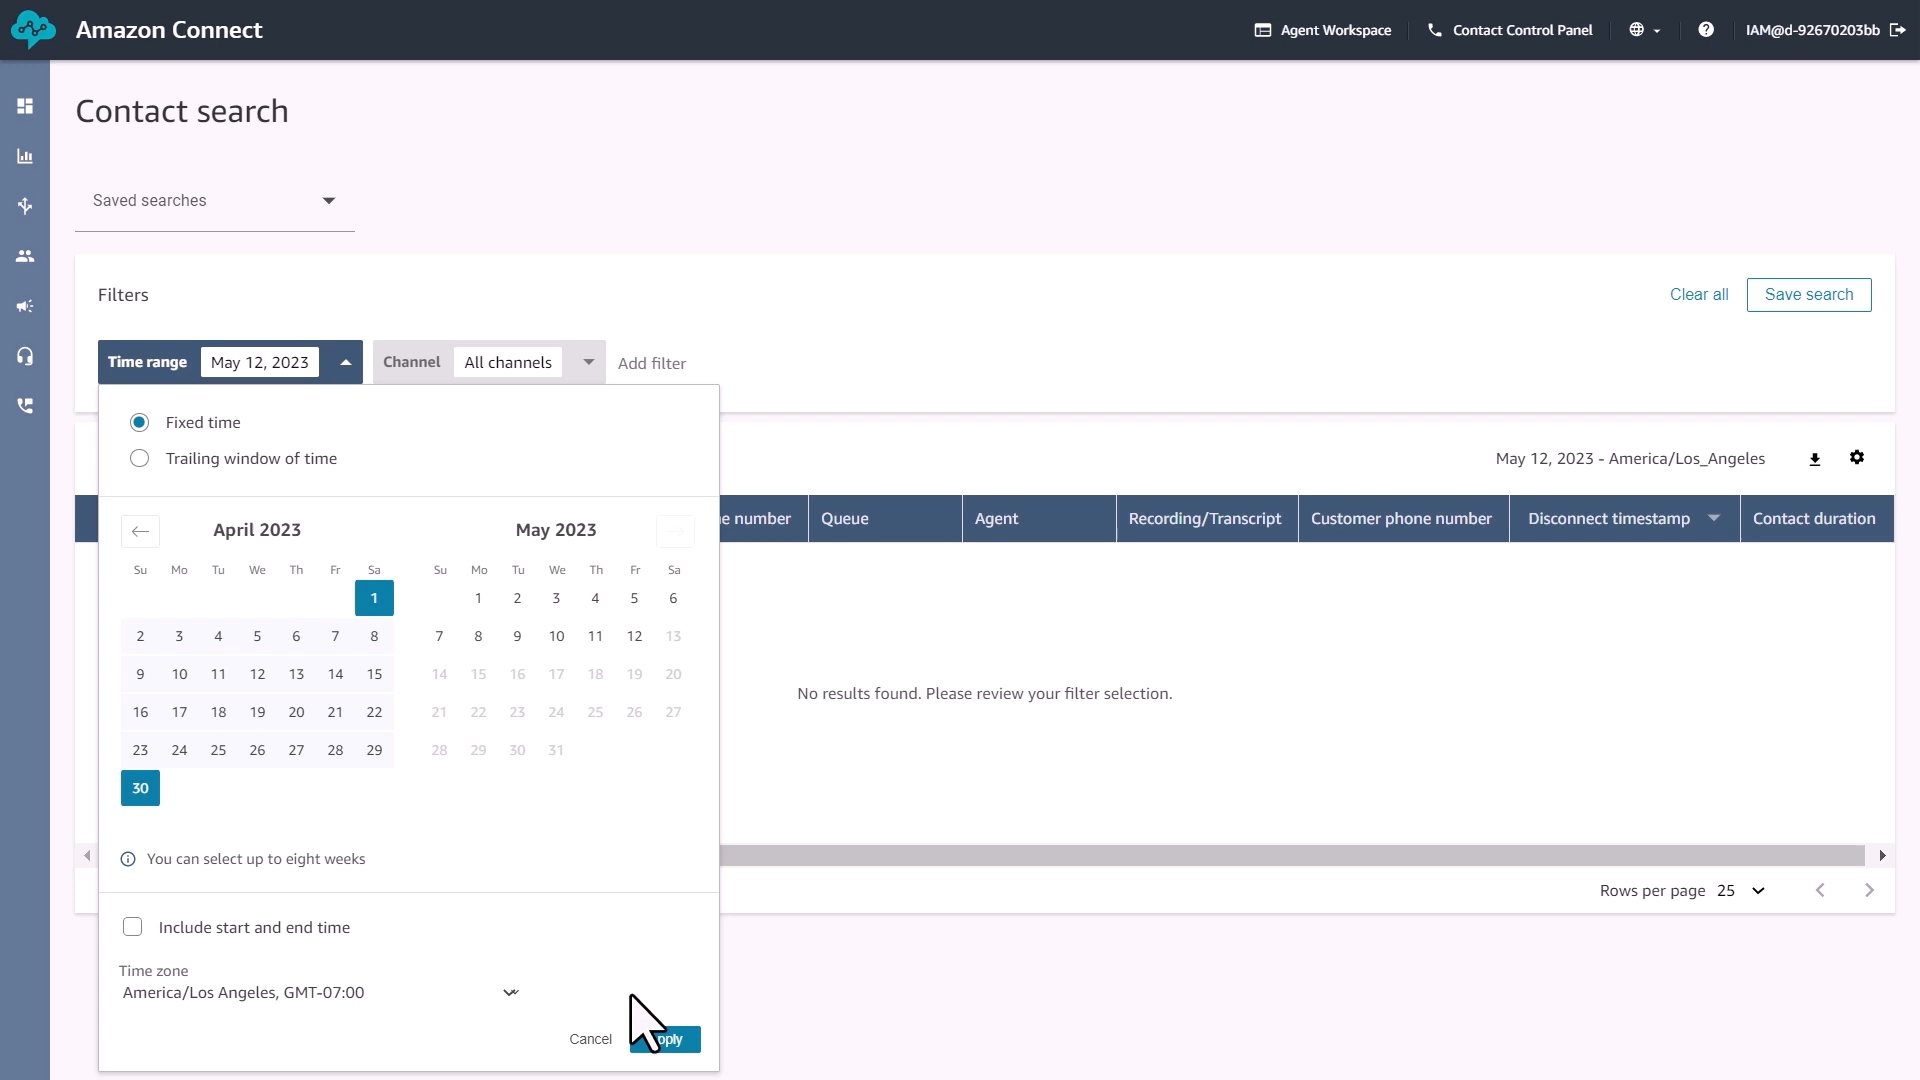 Amazon Connect
Agent Workspace
Contact Control Panel
IAM@d-92670203bb
Contact search
Saved searches
Filters
Clear all
Save search
Time range May 12, 2023
Channel All channels
Add filter
Fixed time
Trailing window of time
May 12, 2023 - America/Los_Angeles
e number Queue Agent Recording/Transcript Customer phone number Disconnect timestamp Contact duration
April 2023
Su Mo Tu We Th Fr Sa
1
2 3 4 5 6 7 8
9 10 11 12 13 14 15
16 17 18 19 20 21 22
23 24 25 26 27 28 29
30
May 2023
Su Mo Tu We Th Fr Sa
1 2 3 4 5 6
7 8 9 10 11 12 13
14 15 16 17 18 19 20
21 22 23 24 25 26 27
28 29 30 31
No results found. Please review your filter selection.
You can select up to eight weeks
Rows per page 25
Include start and end time
Time zone
America/Los Angeles, GMT-07:00
Cancel